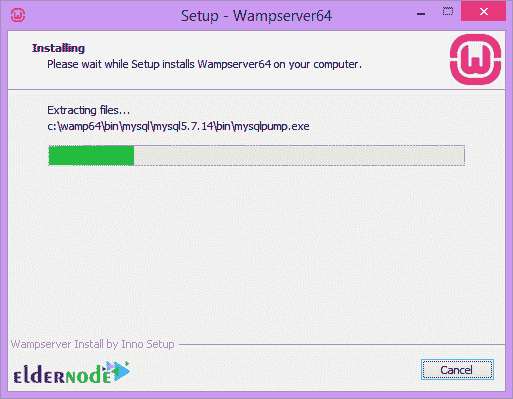 Setup - Wampserver64
Installing
Please wait while Setup installs Wampserver64 on your computer.
Extracting files...
c:\wamp64\bin\mysql\mysql5.7.14\bin\mysqlpump.exe
Wampserver Install by Inno Setup
eldernode
Cancel